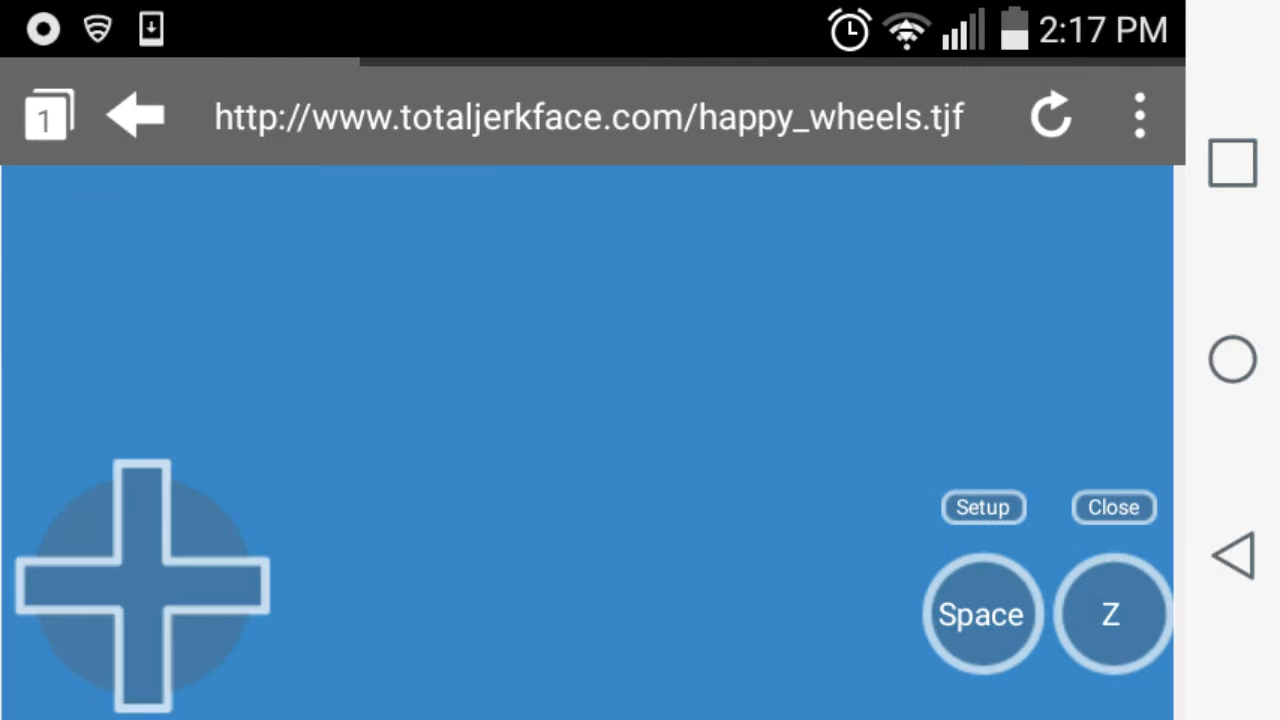 2:17 PM
1
http://www.totaljerkface.com/happy_wheels.tjf
Setup
Close
Space
Z